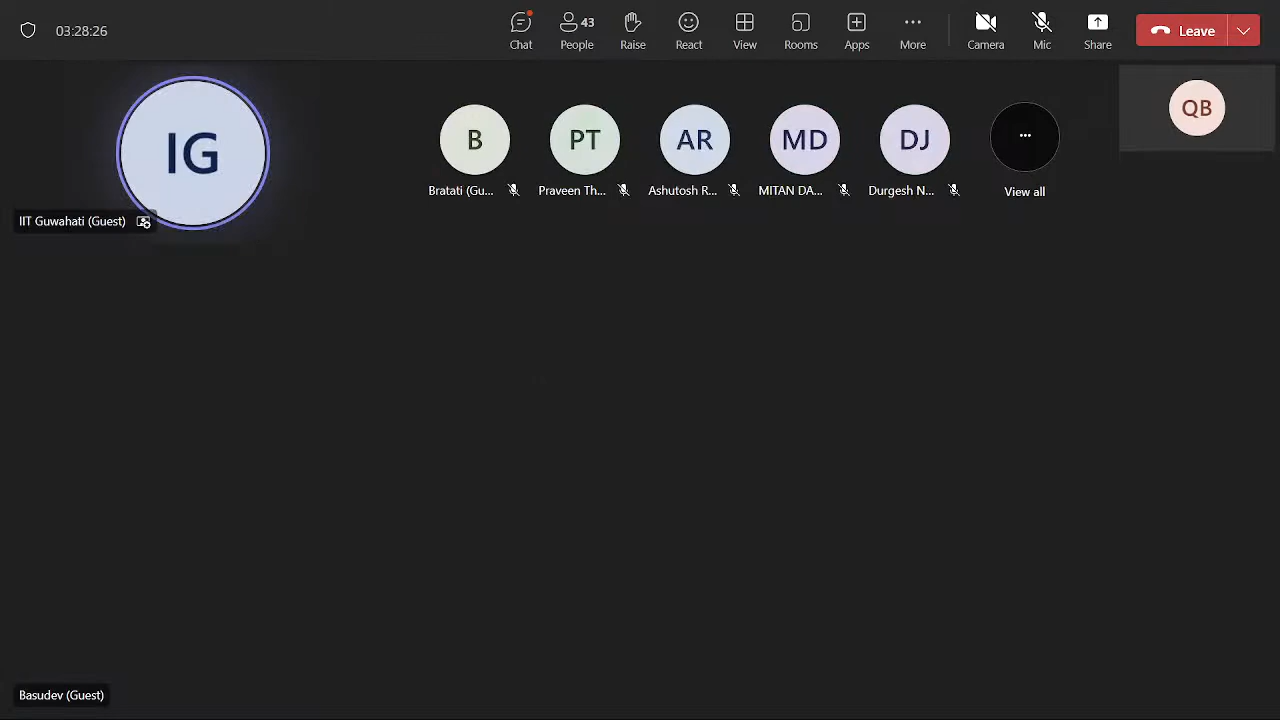 03:28:26
Chat
43
People
Raise
React
View
Rooms
Apps
More
Camera
Mic
Share
Leave
IG
IIT Guwahati (Guest)
B
Bratati (Gu...
PT
Praveen Th...
AR
Ashutosh R...
MD
MITAN DA...
DJ
Durgesh N...
...
View all
QB
Basudev (Guest)